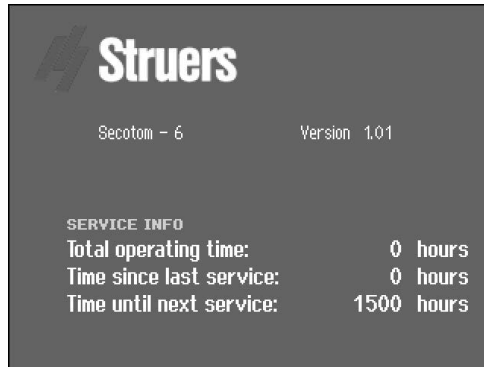 Struers
Secotom - 6 Version 1.01
SERVICE INFO
Total operating time: 0 hours
Time since last service: 0 hours
Time until next service: 1500 hours